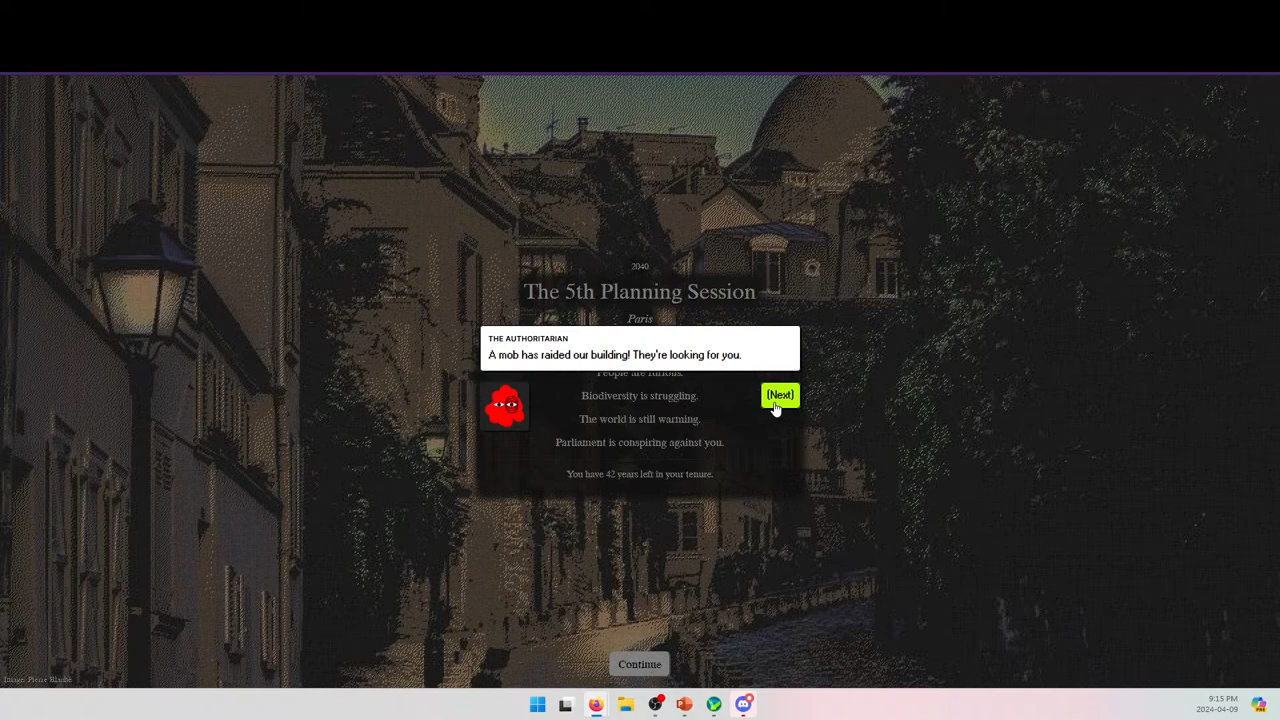 2040
The 5th Planning Session
Paris
THE AUTHORITARIAN
A mob has raided our building! They're looking for you.
People are furious.
(Next)
Biodiversity is struggling.
The world is still warming.
Parliament is conspiring against you.
You have 42 years left in your tenure.
Continue
Image: Pierre Blaché
9:15 PM
2024-04-09